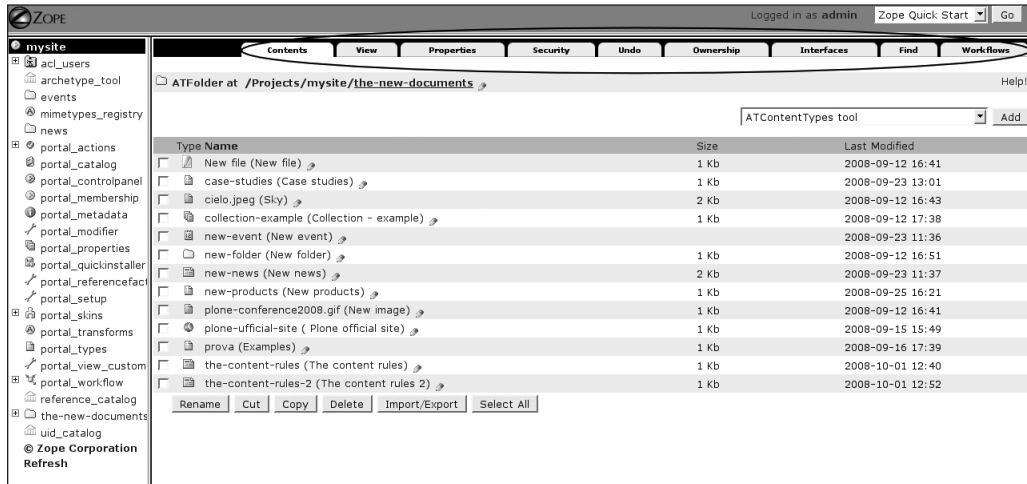 ZOPE
Logged in as admin Zope Quick Start Go
mysite
acl_users
archetype_tool
events
mimetypes_registry
news
portal_actions
portal_catalog
portal_controlpanel
portal_membership
portal_metadata
portal_modifier
portal_properties
portal_quickinstaller
portal_referencefact
portal_setup
portal_skins
portal_transforms
portal_types
portal_view_custom
portal_workflow
reference_catalog
the-new-documents
uid_catalog
© Zope Corporation
Refresh
Contents View Properties Security Undo Ownership Interfaces Find Workflows
ATFolder at /Projects/mysite/the-new-documents Help!
ATContentTypes tool Add
Type Name Size Last Modified
New file (New file) 1 Kb 2008-09-12 16:41
case-studies (Case studies) 1 Kb 2008-09-23 13:01
cielo.jpeg (Sky) 2 Kb 2008-09-12 16:43
collection-example (Collection - example) 1 Kb 2008-09-12 17:38
new-event (New event) 2008-09-23 11:36
new-folder (New folder) 1 Kb 2008-09-12 16:51
new-news (New news) 2 Kb 2008-09-23 11:37
new-products (New products) 1 Kb 2008-09-25 16:21
plone-conference2008.gif (New image) 1 Kb 2008-09-12 16:41
plone-ufficial-site ( Plone official site) 1 Kb 2008-09-15 15:49
prova (Examples) 1 Kb 2008-09-16 17:39
the-content-rules (The content rules) 1 Kb 2008-10-01 12:40
the-content-rules-2 (The content rules 2) 1 Kb 2008-10-01 12:52
Rename Cut Copy Delete Import/Export Select All